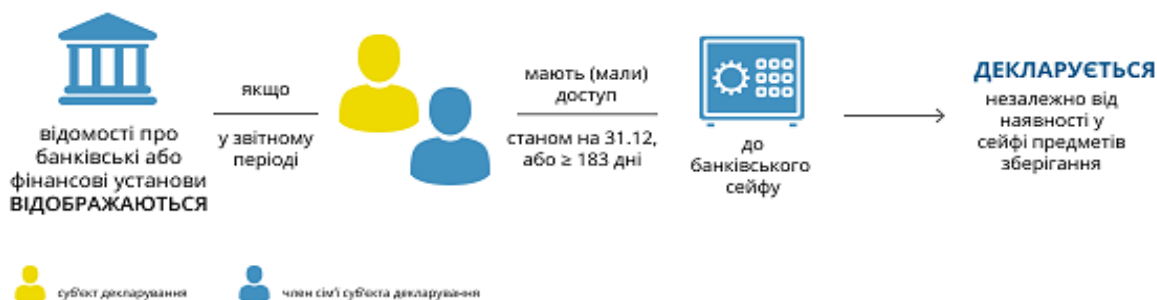 відомості про
банківські або
фінансові установи
ВІДОБРАЖАЮТЬСЯ
якщо
у звітному
періоді
мають (мали)
доступ
станом на 31.12,
або ≥ 183 дні
до
банківського
сейфу
ДЕКЛАРУЄТЬСЯ
незалежно від
наявності у
сейфі предметів
зберігання
суб'єкт декларування
член сім'ї суб'єкта декларування